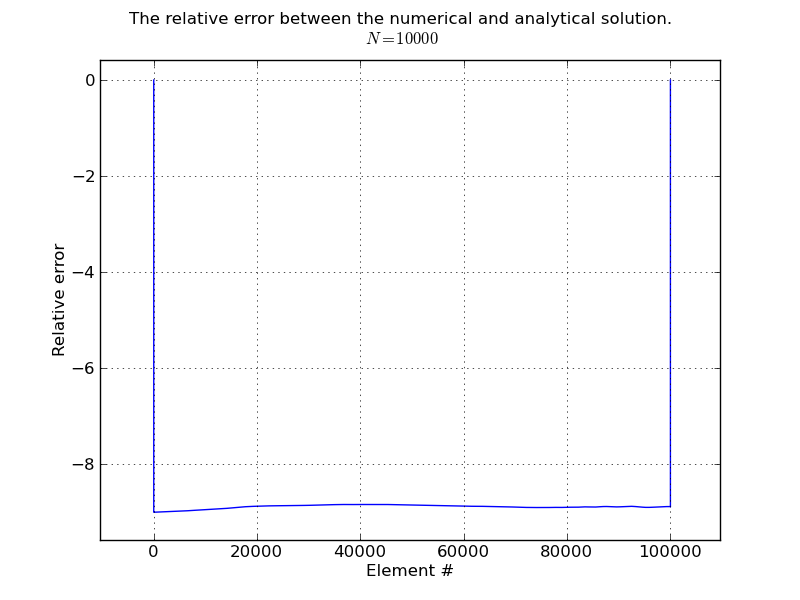 The relative error between the numerical and analytical solution.
N=10000
0
−2
−4
−6
−8
Relative error
0 20000 40000 60000 80000 100000
Element #